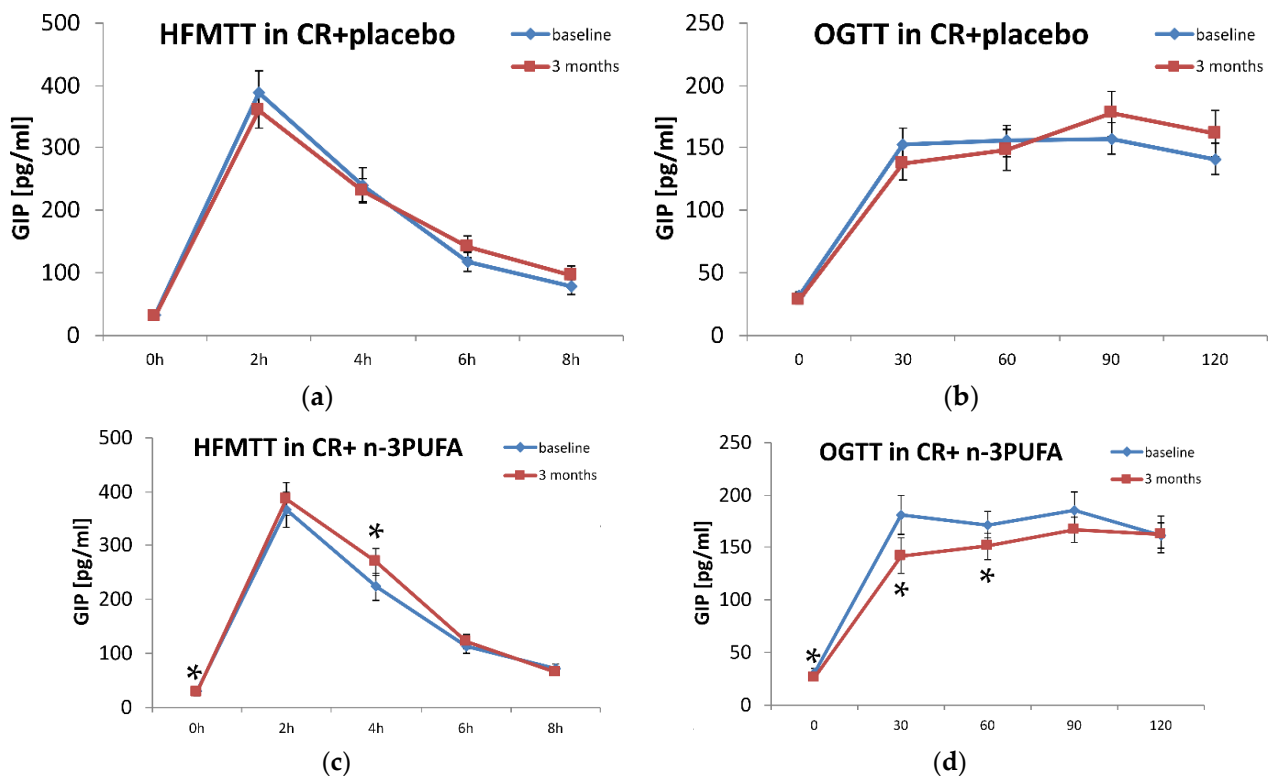 HFMTT in CR+placebo
baseline
3 months
GIP [pg/ml]
500
400
300
200
100
0
0h 2h 4h 6h 8h
(a)
OGTT in CR+placebo
baseline
3 months
GIP [pg/ml]
250
200
150
100
50
0
0 30 60 90 120
(b)
HFMTT in CR+ n-3PUFA
baseline
3 months
GIP [pg/ml]
500
400
300
200
100
0
*
*
0h 2h 4h 6h 8h
(c)
OGTT in CR+ n-3PUFA
baseline
3 months
GIP [pg/ml]
250
200
150
100
50
0
* * *
0 30 60 90 120
(d)